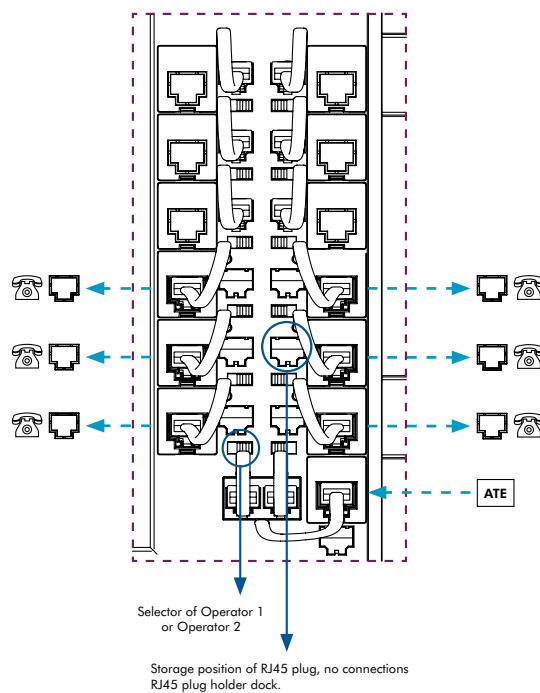 ATE
Selector of Operator 1
or Operator 2
Storage position of RJ45 plug, no connections
RJ45 plug holder dock.